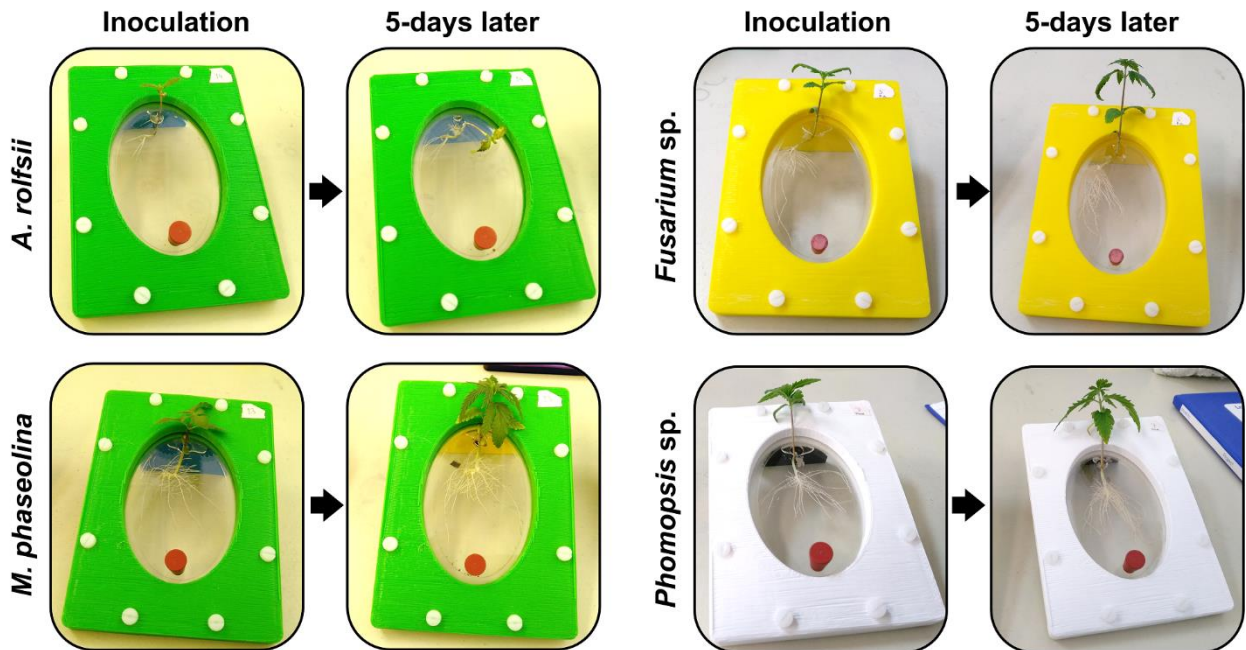 Inoculation
5-days later
Inoculation
5-days later
A. rolfsii
Fusarium sp.
M. phaseolina
Phomopsis sp.